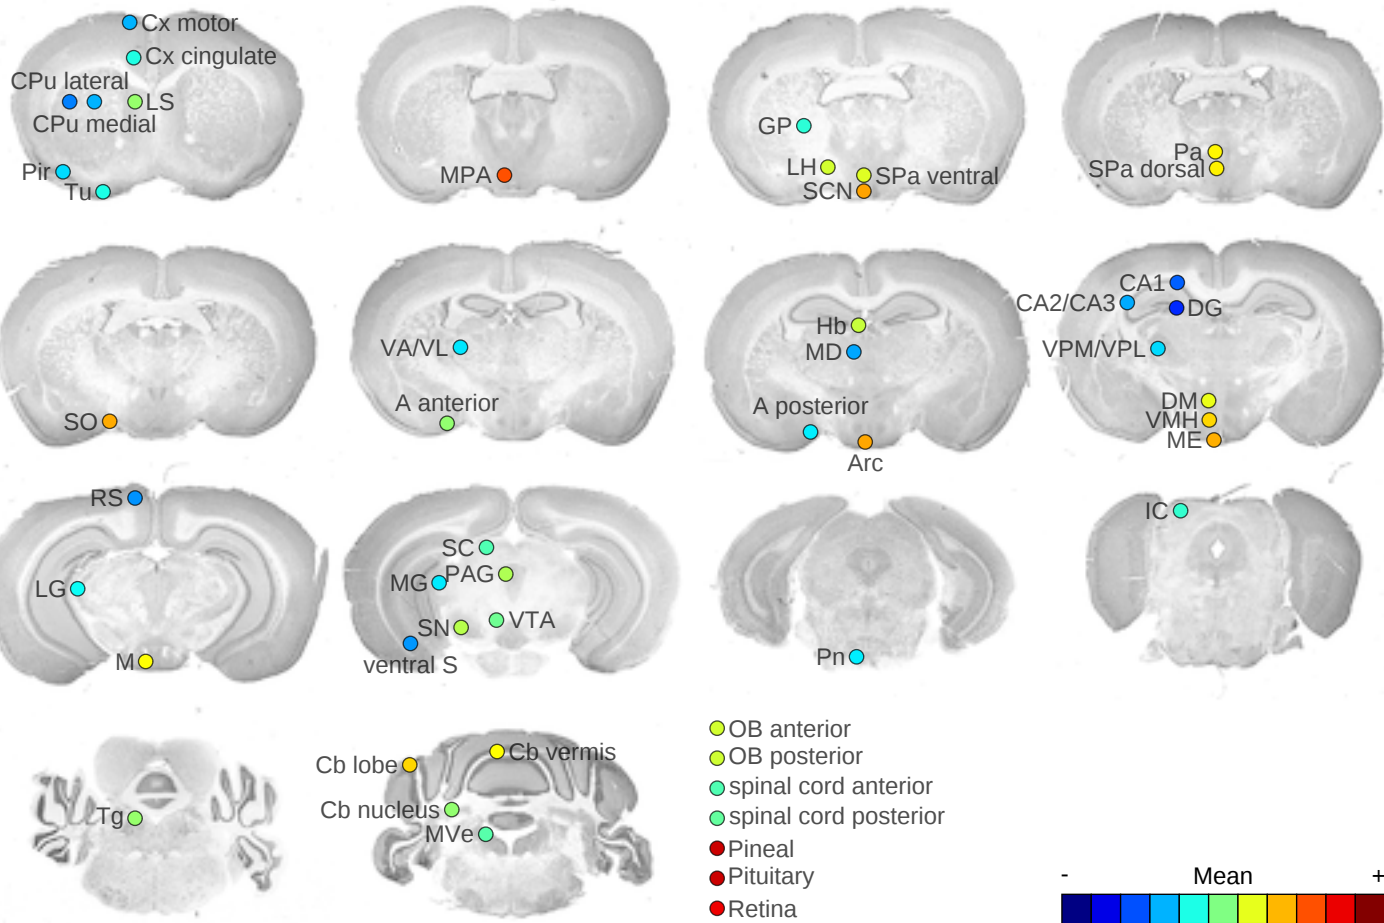 Cx motor
Cx cingulate
CPu lateral
LS
CPu medial
Pir
Tu
MPA
GP
LH
SPa ventral
SCN
Pa
SPa dorsal
SO
VA/VL
A anterior
Hb
MD
A posterior
Arc
CA1
CA2/CA3
DG
VPM/VPL
DM
VMH
ME
RS
LG
M
SC
MG
PAG
SN
VTA
ventral S
Pn
IC
Tg
Cb lobe
Cb vermis
Cb nucleus
MVe
OB anterior
OB posterior
spinal cord anterior
spinal cord posterior
Pineal
Pituitary
Retina
- Mean +